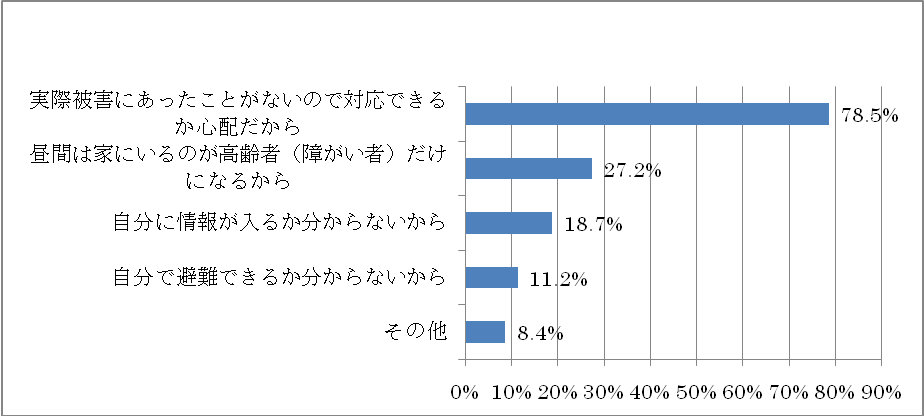 実際被害にあったことがないので対応できる
か心配だから
78.5%
昼間は家にいるのが高齢者（障がい者）だけ
になるから
27.2%
自分に情報が入るか分からないから
18.7%
自分で避難できるか分からないから
11.2%
その他
8.4%
0% 10% 20% 30% 40% 50% 60% 70% 80% 90%